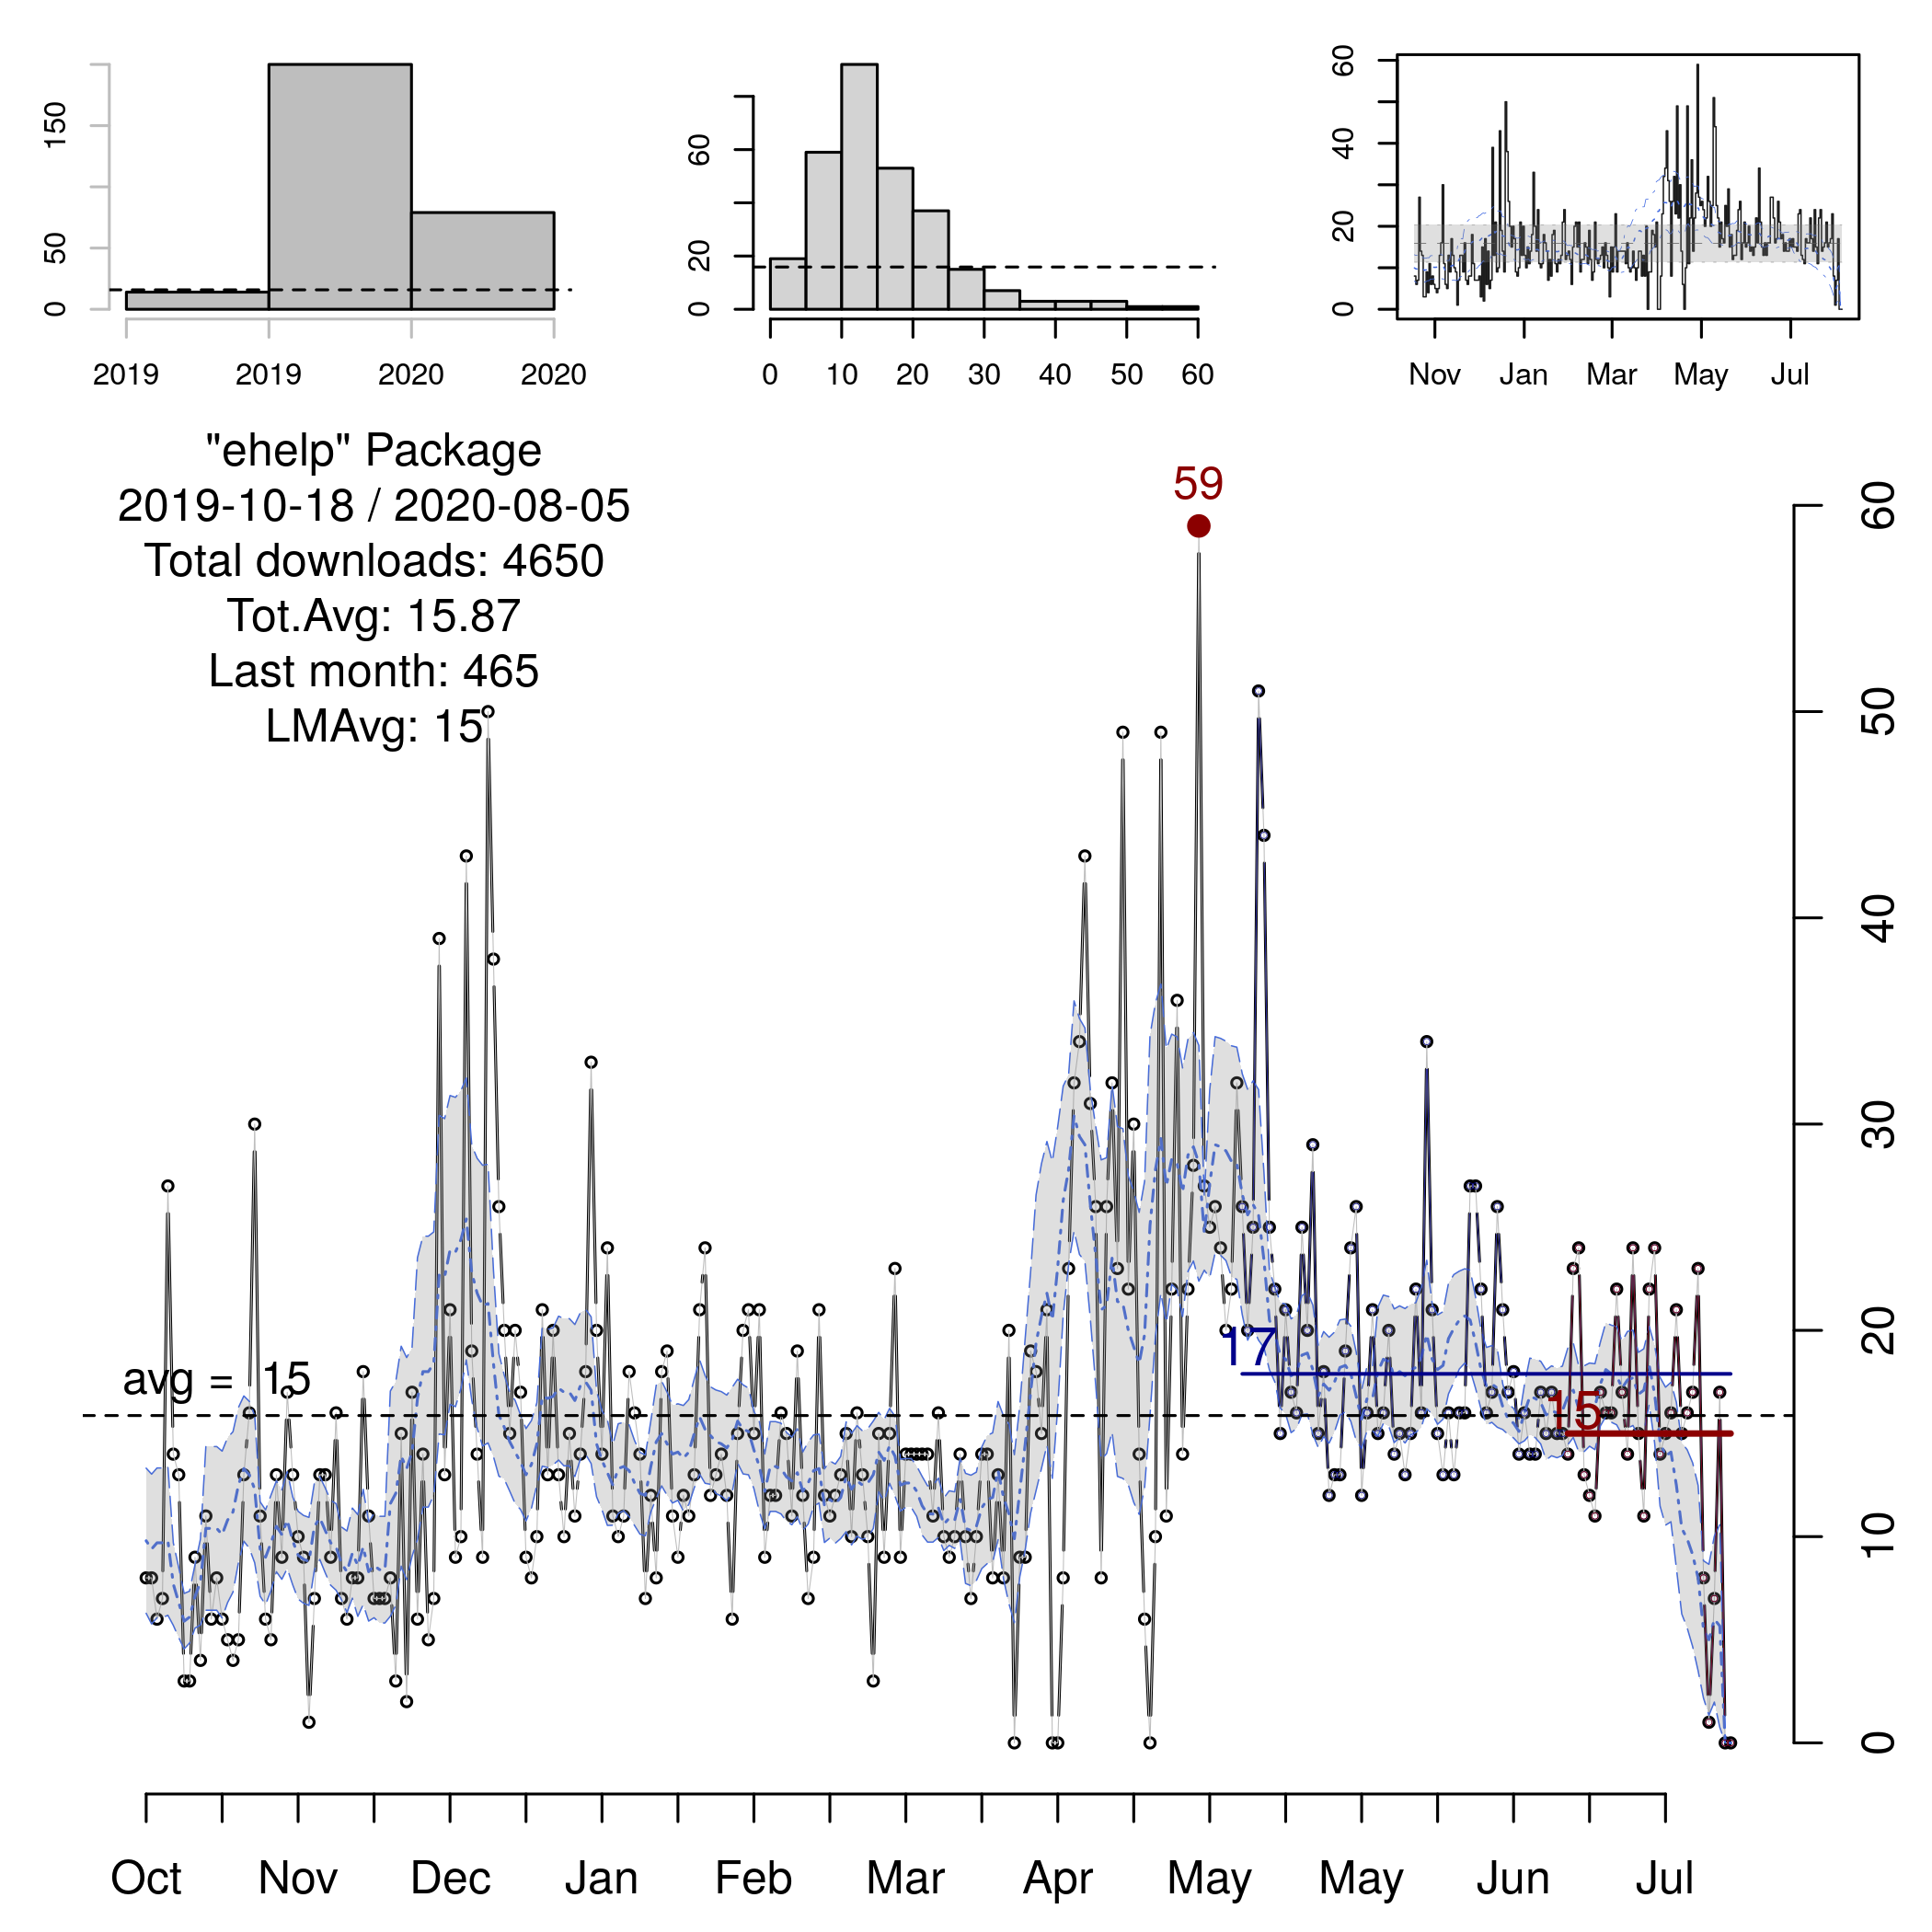 150
50
0
2019 2019 2020 2020
60
20
0
0 10 20 30 40 50 60
60
40
20
0
Nov Jan Mar May Jul
"ehelp" Package
2019-10-18 / 2020-08-05
Total downloads: 4650
Tot.Avg: 15.87
Last month: 465
LMAvg: 15
59
avg = 15
17
15
60
50
40
30
20
10
0
Oct Nov Dec Jan Feb Mar Apr May May Jun Jul